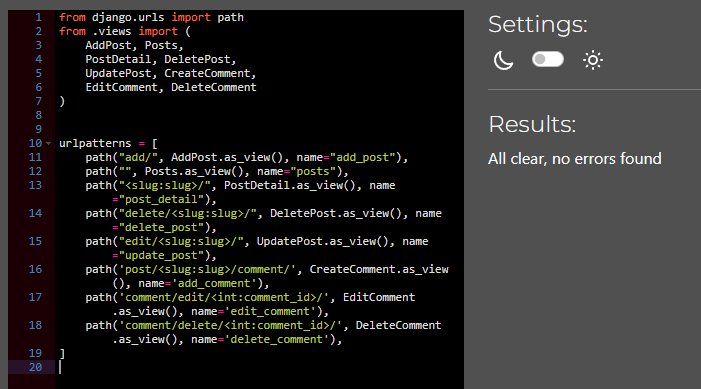 1 from django.urls import path
2 from .views import (
3 AddPost, Posts,
4 PostDetail, DeletePost,
5 UpdatePost, CreateComment,
6 EditComment, DeleteComment
7 )
8
9
10 urlpatterns = [
11 path("add/", AddPost.as_view(), name="add_post"),
12 path("", Posts.as_view(), name="posts"),
13 path("<slug:slug>/", PostDetail.as_view(), name
="post_detail"),
14 path("delete/<slug:slug>/", DeletePost.as_view(), name
="delete_post"),
15 path("edit/<slug:slug>/", UpdatePost.as_view(), name
="update_post"),
16 path('post/<slug:slug>/comment/', CreateComment.as_view
(), name='add_comment'),
17 path('comment/edit/<int:comment_id>/', EditComment
.as_view(), name='edit_comment'),
18 path('comment/delete/<int:comment_id>/', DeleteComment
.as_view(), name='delete_comment'),
19 ]
20
Settings:
Results:
All clear, no errors found